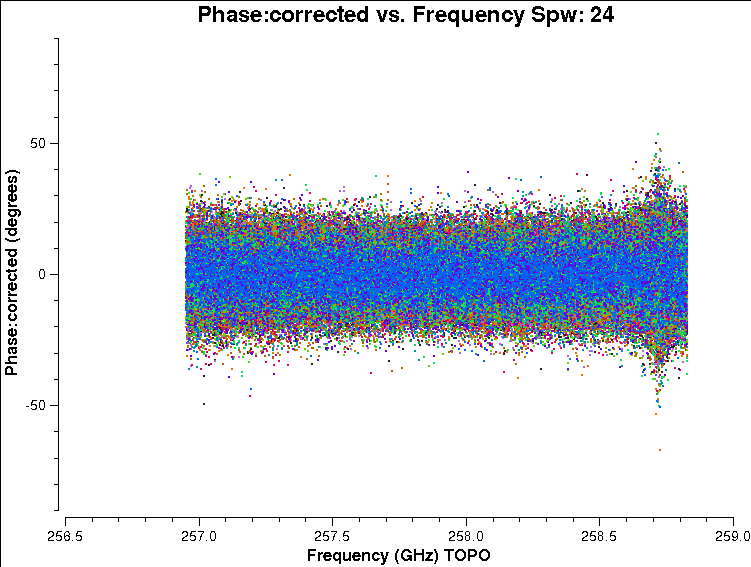 Phase:corrected vs. Frequency Spw: 24
Phase:corrected (degrees)
50
0
-50
256.5 257.0 257.5 258.0 258.5 259.0
Frequency (GHz) TOPO